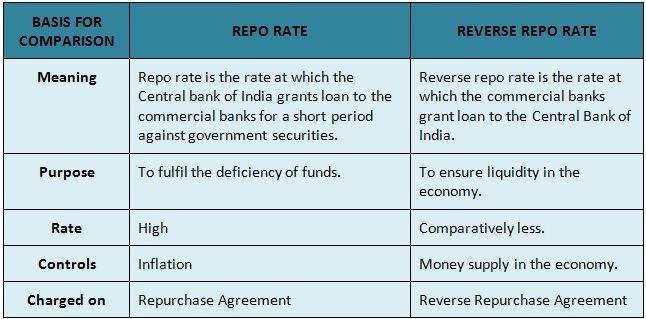 BASIS FOR
COMPARISON
REPO RATE
REVERSE REPO RATE
Meaning
Repo rate is the rate at which the
Central bank of India grants loan to the
commercial banks for a short period
against government securities.
Reverse repo rate is the rate at
which the commercial banks
grant loan to the Central Bank of
India.
Purpose
To fulfil the deficiency of funds.
To ensure liquidity in the
economy.
Rate
High
Comparatively less.
Controls
Inflation
Money supply in the economy.
Charged on
Repurchase Agreement
Reverse Repurchase Agreement